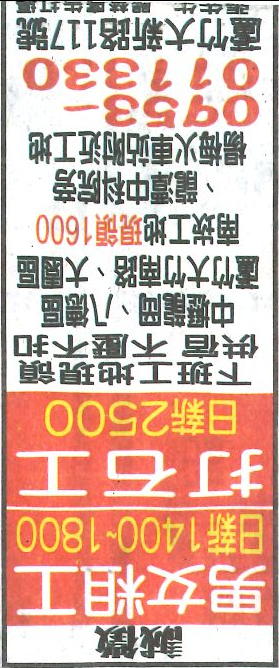 誠徵
男女粗工
日薪1400~1800
打石工
日薪2500
下班工地現領
供宿不壓不扣
中壢龍岡、八德區
蘆竹大竹南路、大園區
南崁工地現領1600
、龍潭中科院旁
楊梅火車站附近工地
0953-
011330
蘆竹大新路117號